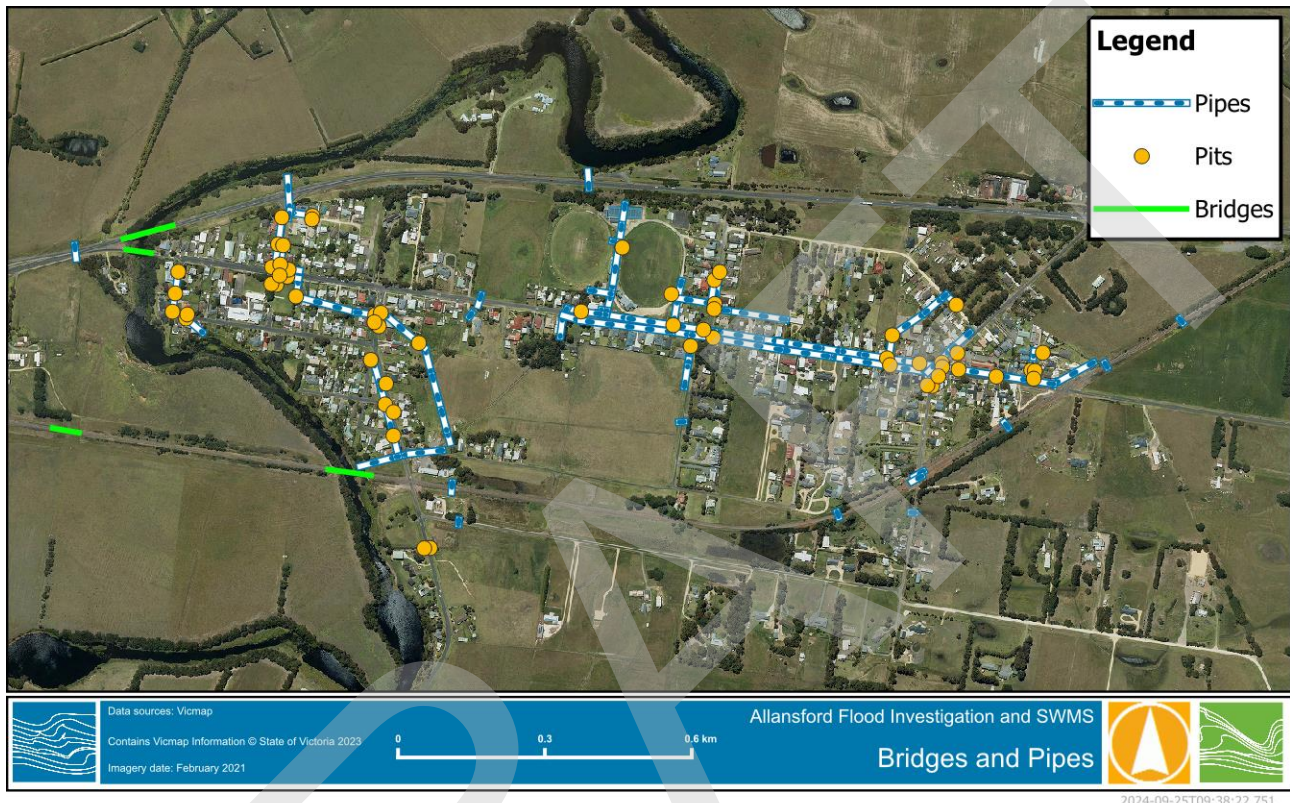 Legend
Pipes
Pits
Bridges
DRAFT
Data sources: Vicmap
Contains Vicmap Information © State of Victoria 2023
Imagery date: February 2021
0 0.3 0.6 km
Allansford Flood Investigation and SWMS
Bridges and Pipes
2024-09-25T09:38:22.751